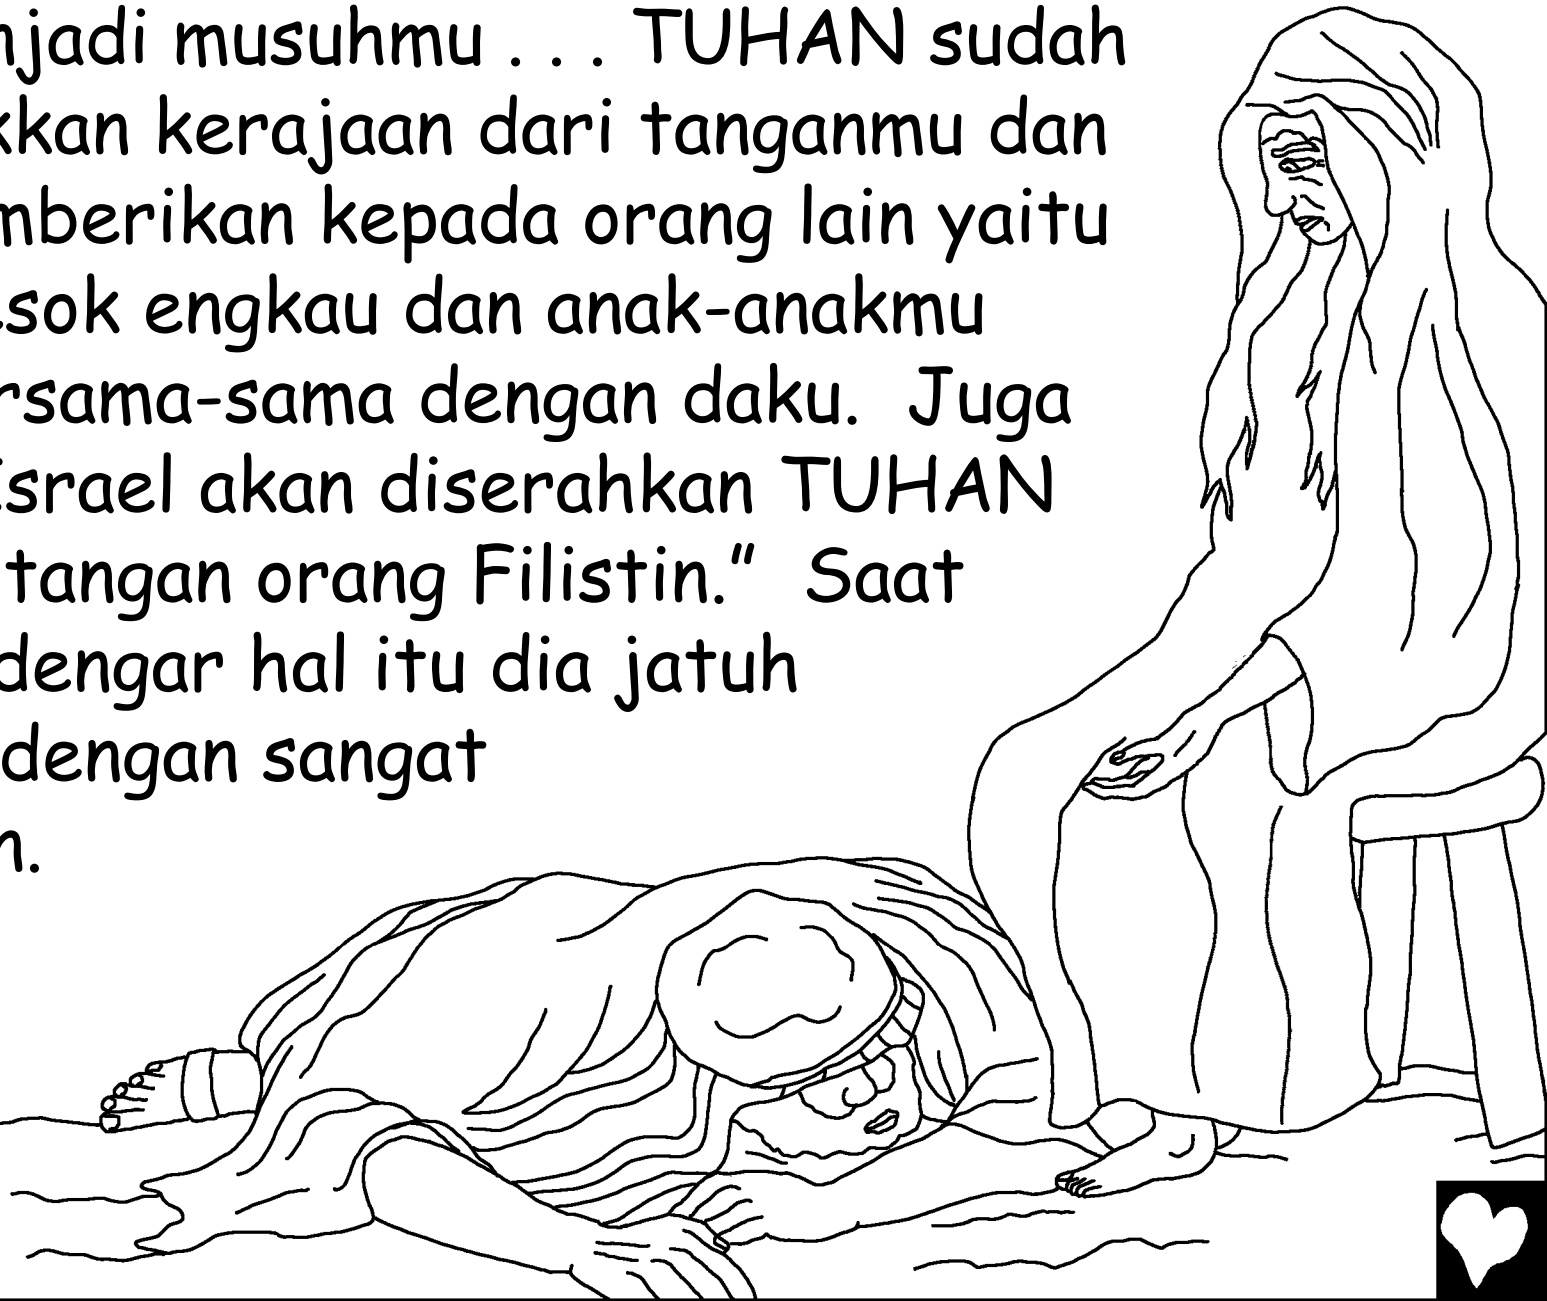 njadi musuhmu . . . TUHAN sudah
kkan kerajaan dari tanganmu dan
mberikan kepada orang lain yaitu
sok engkau dan anak-anakmu
rsama-sama dengan daku. Juga
Israel akan diserahkan TUHAN
tangan orang Filistin.” Saat
dengar hal itu dia jatuh
dengan sangat
n.